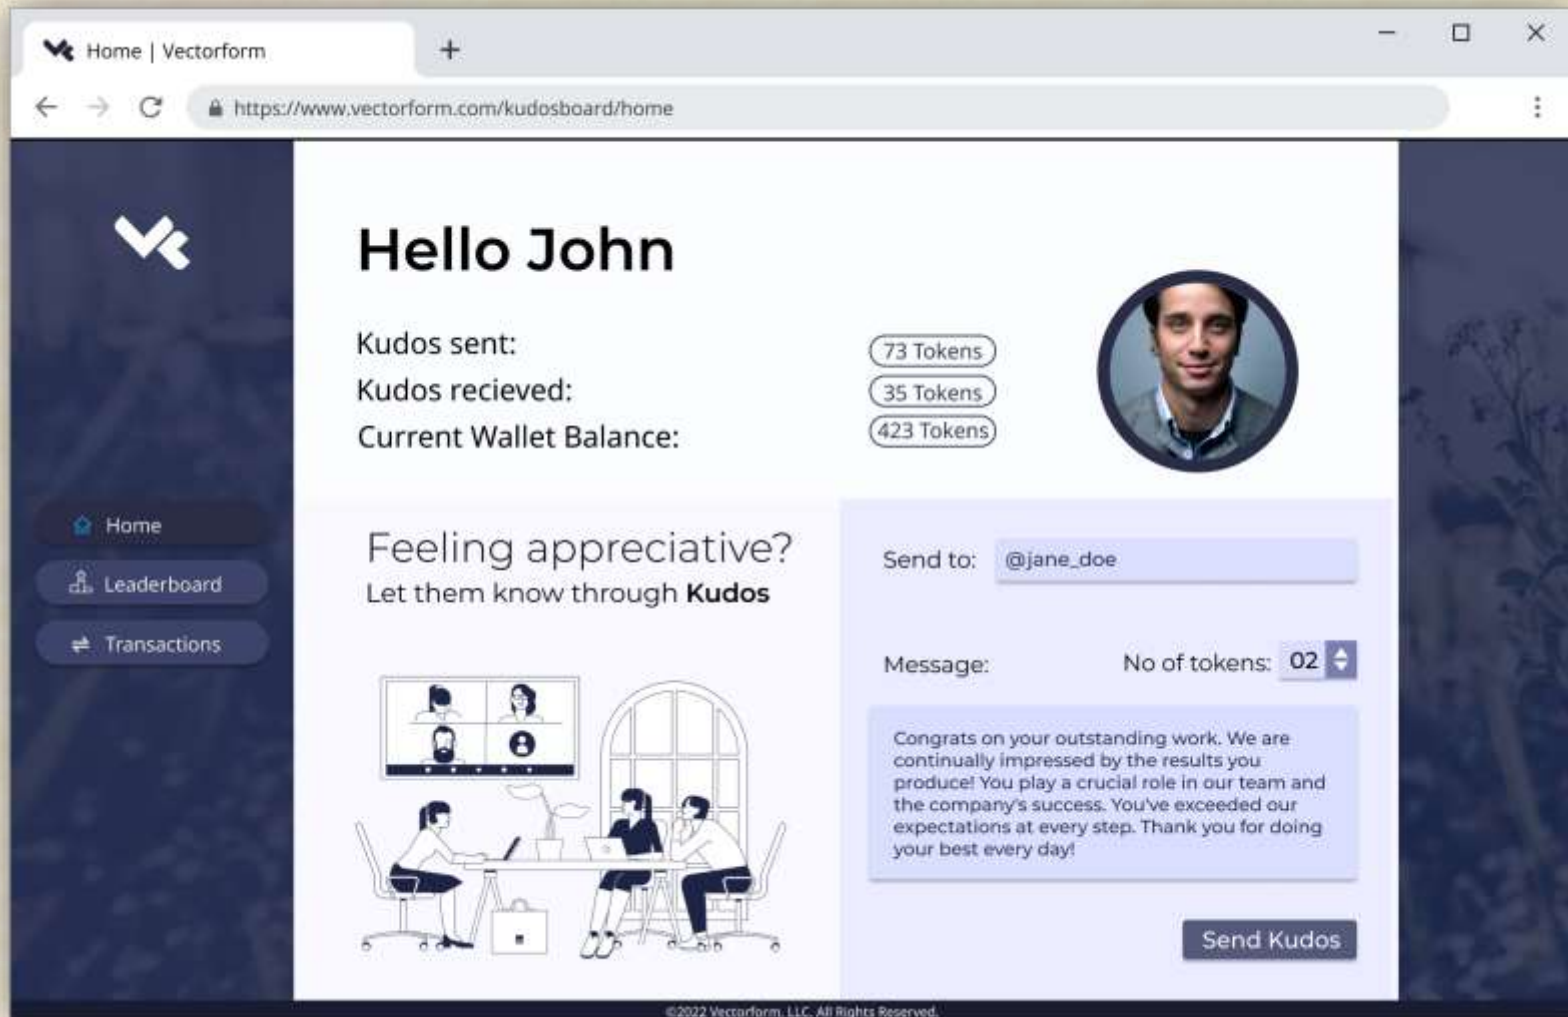 Home | Vectorform
https://www.vectorform.com/kudosboard/home
Hello John
Kudos sent:
73 Tokens
Kudos recieved:
35 Tokens
Current Wallet Balance:
423 Tokens
Home
Leaderboard
Transactions
Feeling appreciative?
Let them know through Kudos
Send to:
@jane_doe
Message:
No of tokens: 02
Congrats on your outstanding work. We are
continually impressed by the results you
produce! You play a crucial role in our team and
the company's success. You've exceeded our
expectations at every step. Thank you for doing
your best every day!
Send Kudos
©2022 Vectorform, LLC. All Rights Reserved.